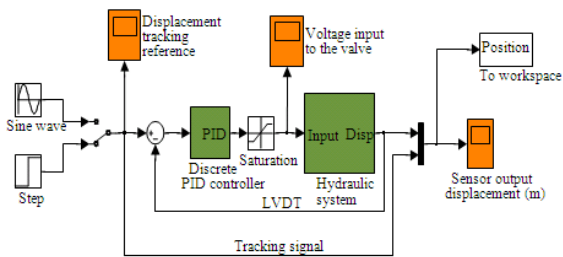 Displacement
tracking
reference
Voltage input
to the valve
Position
To workspace
Sine wave
PID
Input Disp
Saturation
Discrete
PID controller
Hydraulic
system
Sensor output
displacement (m)
Step
LVDT
Tracking signal